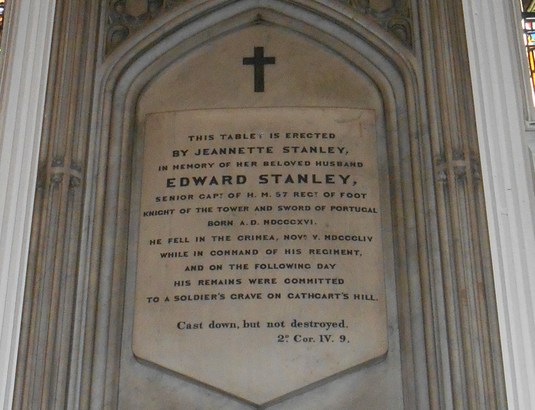 THIS TABLET IS ERECTED
BY JEANNETTE STANLEY,
IN MEMORY OF HER BELOVED HUSBAND
EDWARD STANLEY,
SENIOR CAPT OF H. M. 57 REGT OF FOOT
KNIGHT OF THE TOWER AND SWORD OF PORTUGAL
BORN A.D. MDCCCXVI.
HE FELL IN THE CRIMEA, NOVR V. MDCCCLIV
WHILE IN COMMAND OF HIS REGIMENT,
AND ON THE FOLLOWING DAY
HIS REMAINS WERE COMMITTED
TO A SOLDIER'S GRAVE ON CATHCART'S HILL.
Cast down, but not destroyed.
2o Cor. IV. 9.